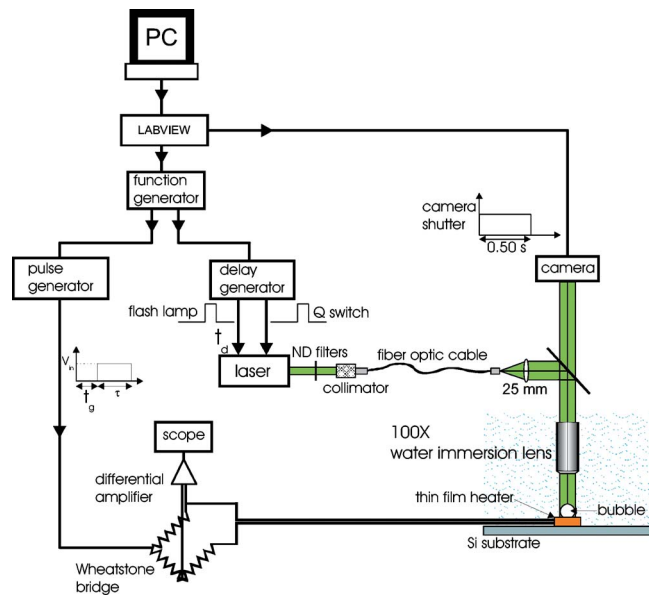 PC
LABVIEW
function
generator
camera
shutter
0.50 s
pulse
generator
delay
generator
camera
flash lamp
Q switch
t
d
ND filters
fiber optic cable
laser
collimator
25 mm
V
in
t
g
τ
scope
100X
water immersion lens
differential
amplifier
thin film heater
bubble
Si substrate
Wheatstone
bridge